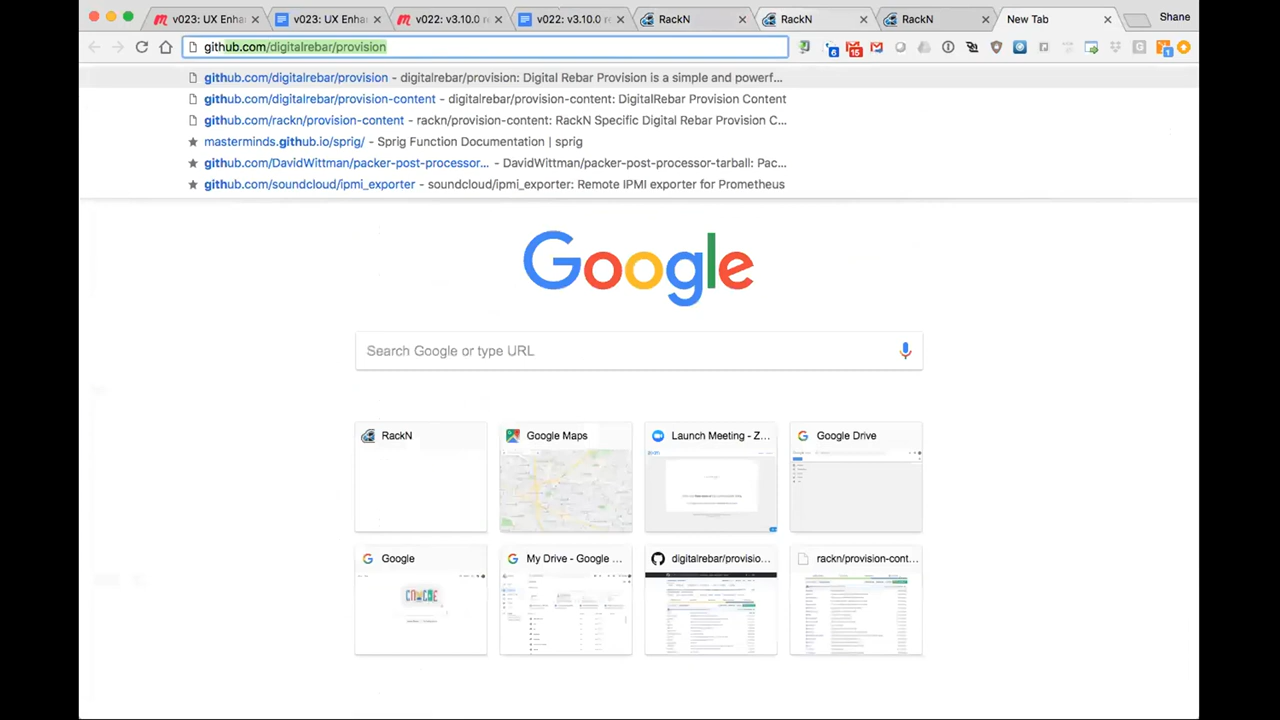 v023: UX Enha
v023: UX Enha
v022: v3.10.0 r
v022: v3.10.0 r
RackN
RackN
RackN
New Tab
Shane
github.com/digitalrebar/provision
6
15
1
github.com/digitalrebar/provision - digitalrebar/provision: Digital Rebar Provision is a simple and powerf...
github.com/digitalrebar/provision-content - digitalrebar/provision-content: DigitalRebar Provision Content
github.com/rackn/provision-content - rackn/provision-content: RackN Specific Digital Rebar Provision C...
masterminds.github.io/sprig/ - Sprig Function Documentation | sprig
github.com/DavidWittman/packer-post-processor... - DavidWittman/packer-post-processor-tarball: Pac...
github.com/soundcloud/ipmi_exporter - soundcloud/ipmi_exporter: Remote IPMI exporter for Prometheus
Google
Search Google or type URL
RackN
Google Maps
Launch Meeting - Z...
Google Drive
Google
My Drive - Google ...
digitalrebar/provisio...
rackn/provision-cont...